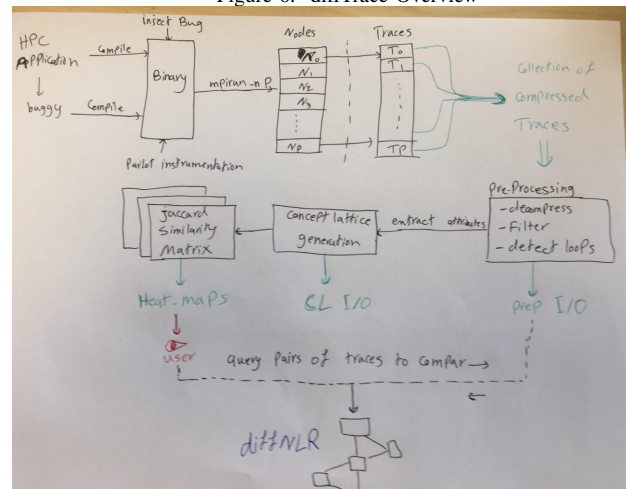 Figure 6: diffTrace Overview
insect Bug
HPC
Application
Compile
buggy
Compile
Binary
mpirun -n P
ParLoT instrumentation
Nodes
N0
N1
N2
N3
NP
Traces
T0
T1
TP
Collection of
Compressed
Traces
Pre-Processing
- decompress
- Filter
- detect loops
extract attributes
Concept lattice
generation
Jaccard
Similarity
Matrix
Heat-maps
CL I/O
prep I/O
user
query pairs of traces to compar
diffNLR